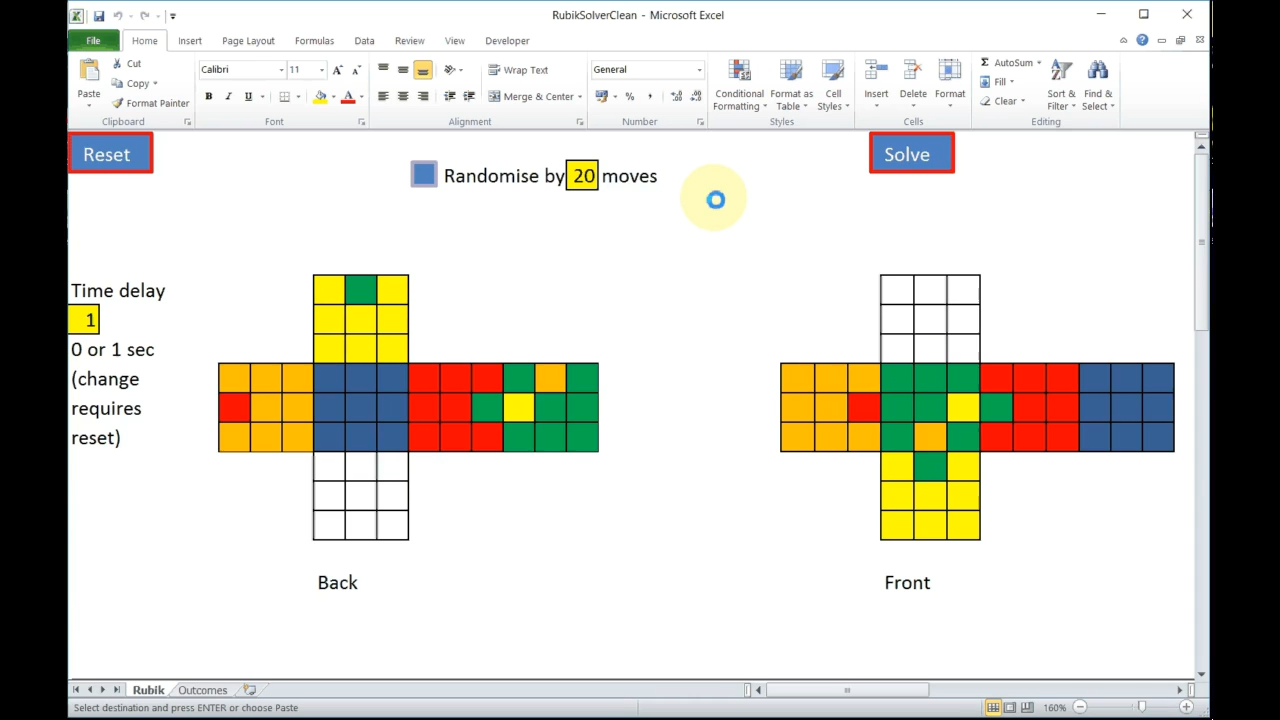 RubikSolverClean - Microsoft Excel
File Home Insert Page Layout Formulas Data Review View Developer
Paste
Cut
Copy
Format Painter
Clipboard
Calibri 11
B I U
Font
Wrap Text
Merge & Center
Alignment
General
% ,
Number
Conditional Formatting
Format as Table
Cell Styles
Styles
Insert Delete Format
Cells
AutoSum
Fill
Clear
Sort & Filter
Find & Select
Editing
Reset
Solve
Randomise by 20 moves
Time delay
1
0 or 1 sec
(change
requires
reset)
Back
Front
Rubik Outcomes
Select destination and press ENTER or choose Paste
160%